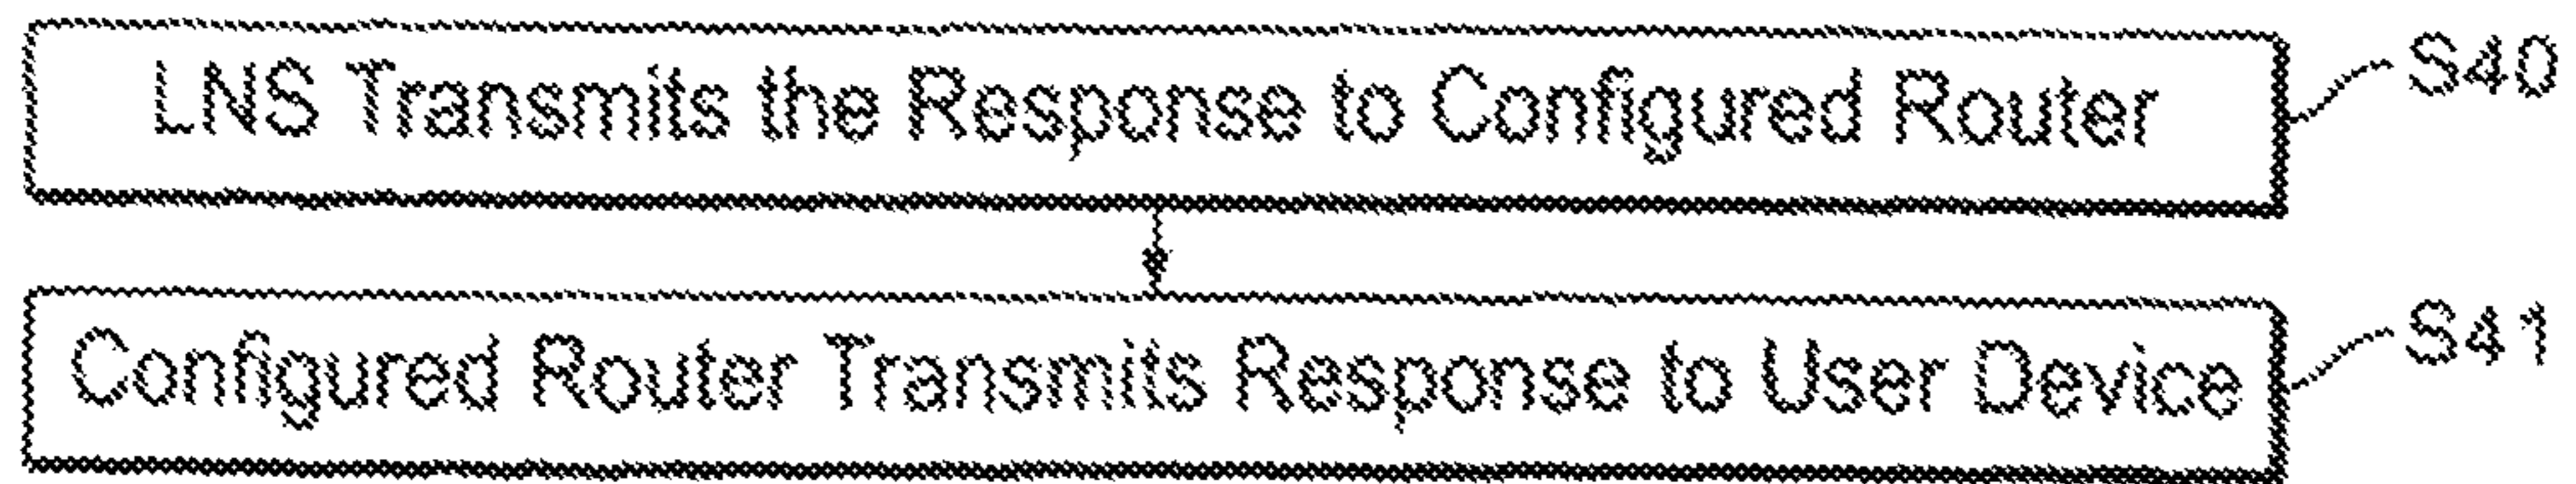 LNS Transmits the Response to Configured Router
S40
Configured Router Transmits Response to User Device
S41